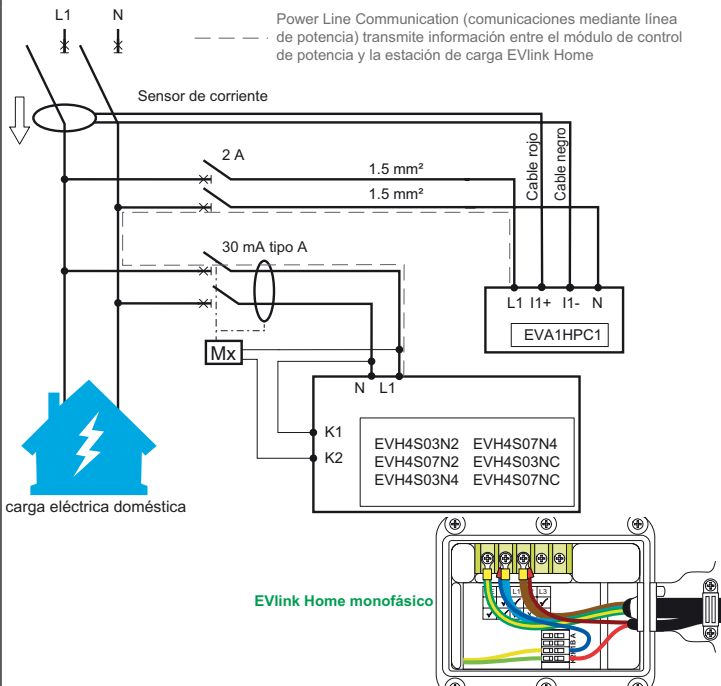 L1 N
Power Line Communication (comunicaciones mediante línea
de potencia) transmite información entre el módulo de control
de potencia y la estación de carga EVlink Home
Sensor de corriente
2 A
1.5 mm²
1.5 mm²
Cable rojo
Cable negro
30 mA tipo A
L1 I1+ I1- N
EVA1HPC1
Mx
N L1
K1
K2
EVH4S03N2 EVH4S07N4
EVH4S07N2 EVH4S03NC
EVH4S03N4 EVH4S07NC
carga eléctrica doméstica
EVlink Home monofásico
L1 L3